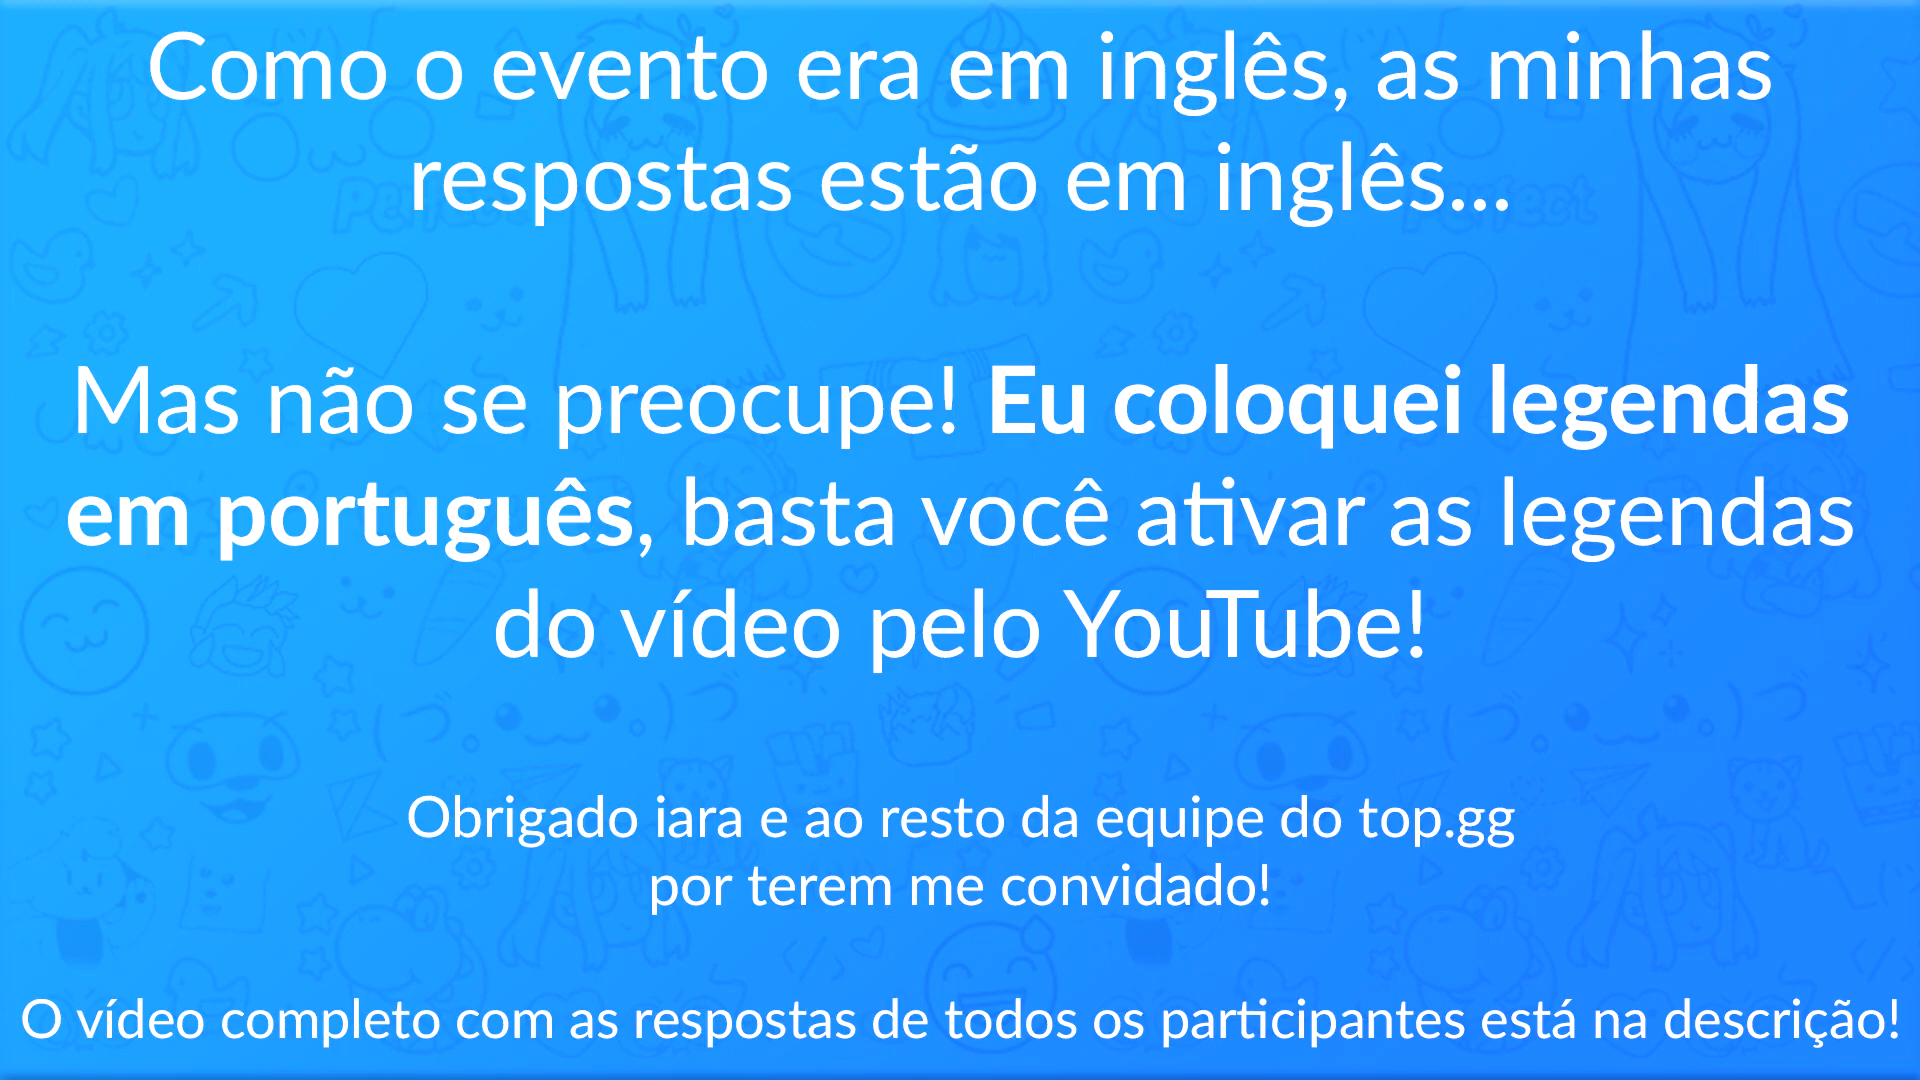 Como o evento era em inglês, as minhas
respostas estão em inglês...
Mas não se preocupe! Eu coloquei legendas
em português, basta você ativar as legendas
do vídeo pelo YouTube!
Obrigado iara e ao resto da equipe do top.gg
por terem me convidado!
O vídeo completo com as respostas de todos os participantes está na descrição!